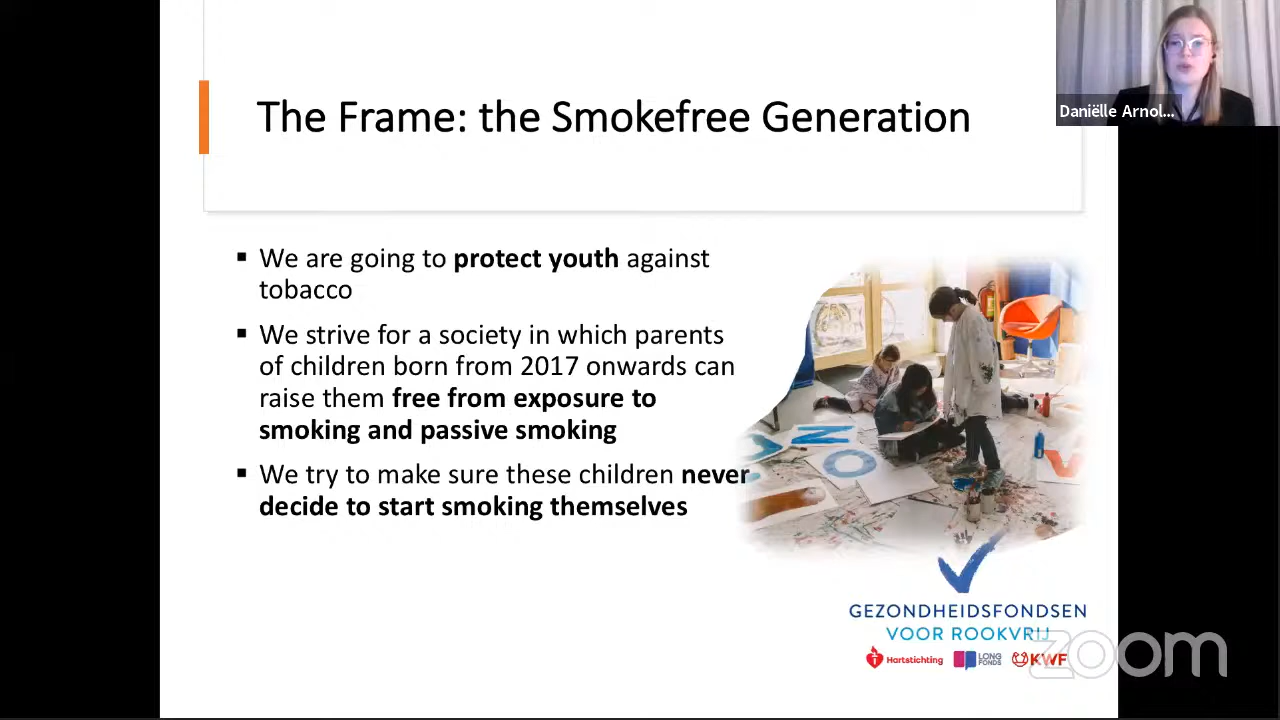 The Frame: the Smokefree Generation
Daniëlle Arnol...
▪ We are going to protect youth against
tobacco
▪ We strive for a society in which parents
of children born from 2017 onwards can
raise them free from exposure to
smoking and passive smoking
▪ We try to make sure these children never
decide to start smoking themselves
GEZONDHEIDSFONDSEN
VOOR ROOKVRIJ
Hartstichting
LONG
FONDS
KWF
zoom